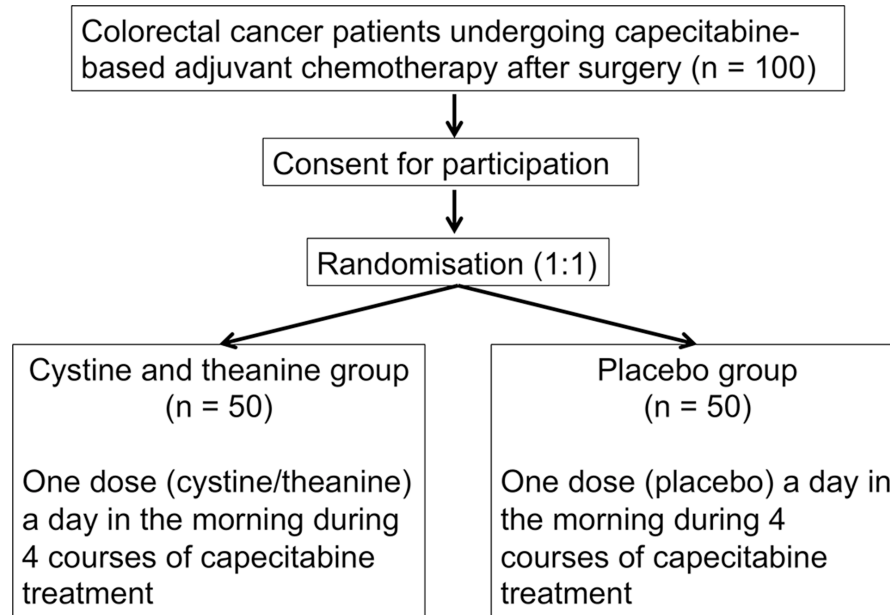 Colorectal cancer patients undergoing capecitabine-
based adjuvant chemotherapy after surgery (n = 100)
Consent for participation
Randomisation (1:1)
Cystine and theanine group
(n = 50)
One dose (cystine/theanine)
a day in the morning during
4 courses of capecitabine
treatment
Placebo group
(n = 50)
One dose (placebo) a day in
the morning during 4
courses of capecitabine
treatment